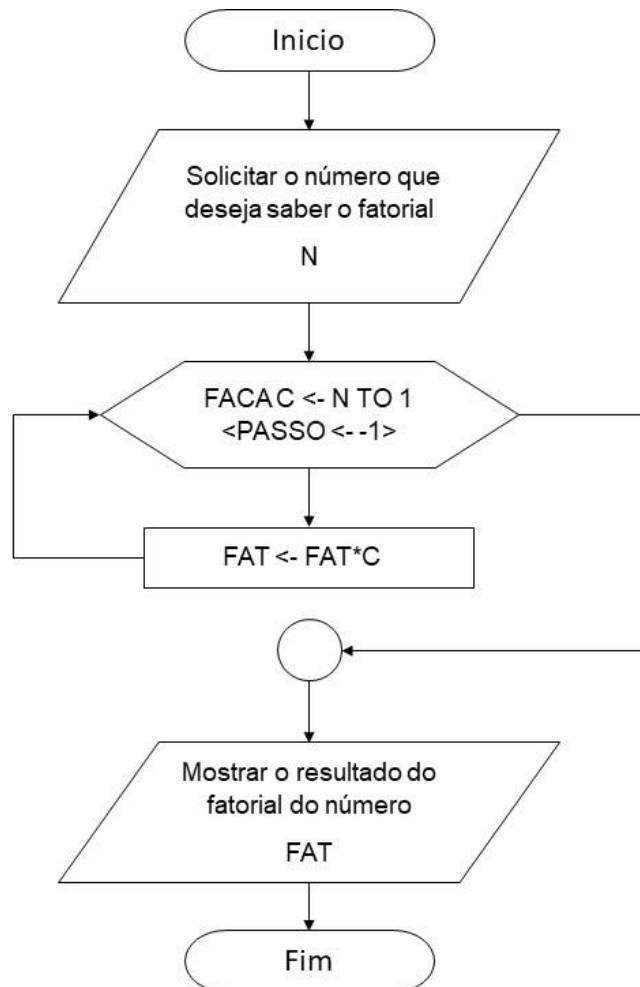 Inicio
Solicitar o número que
deseja saber o fatorial
N
FACA C <- N TO 1
<PASSO <- -1>
FAT <- FAT*C
Mostrar o resultado do
fatorial do número
FAT
Fim